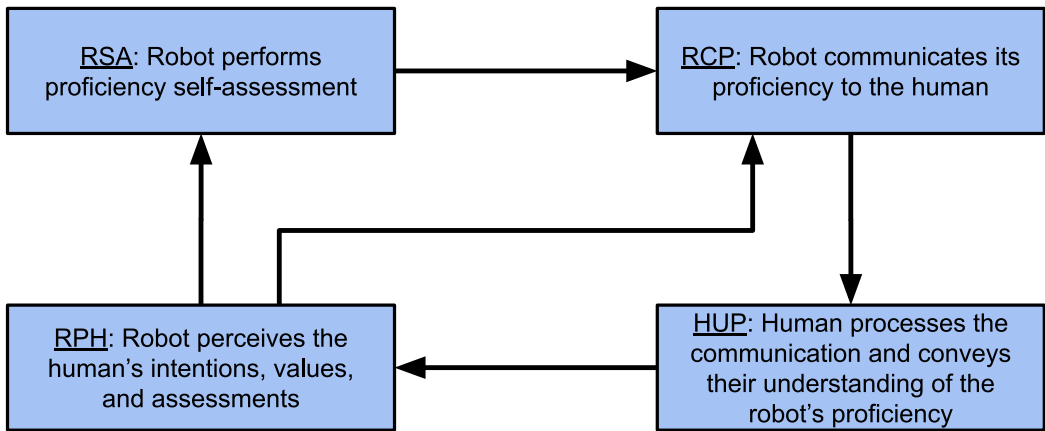 RSA: Robot performs
proficiency self-assessment
RCP: Robot communicates its
proficiency to the human
RPH: Robot perceives the
human's intentions, values,
and assessments
HUP: Human processes the
communication and conveys
their understanding of the
robot's proficiency